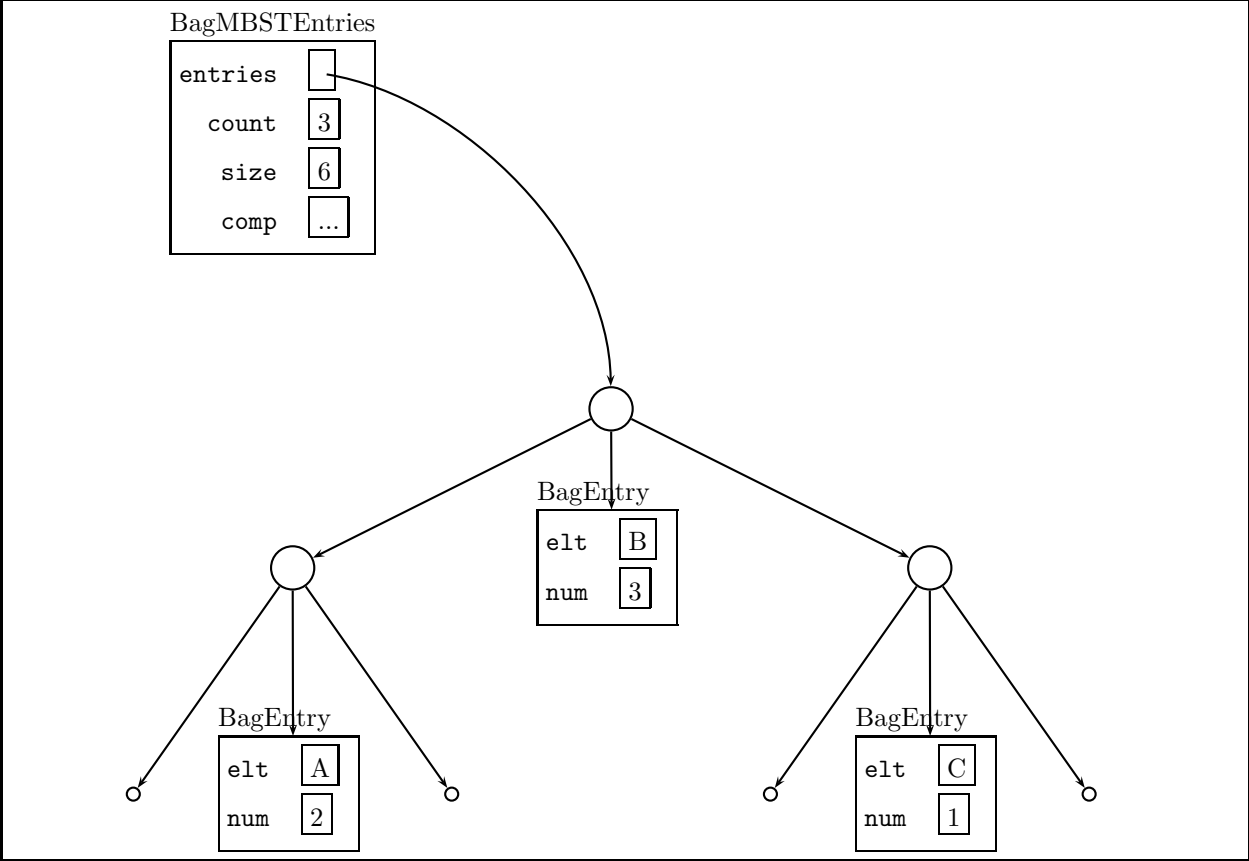 BagMBSTEntries
entries
count 3
size 6
comp ...
BagEntry
elt B
num 3
BagEntry
elt A
num 2
BagEntry
elt C
num 1